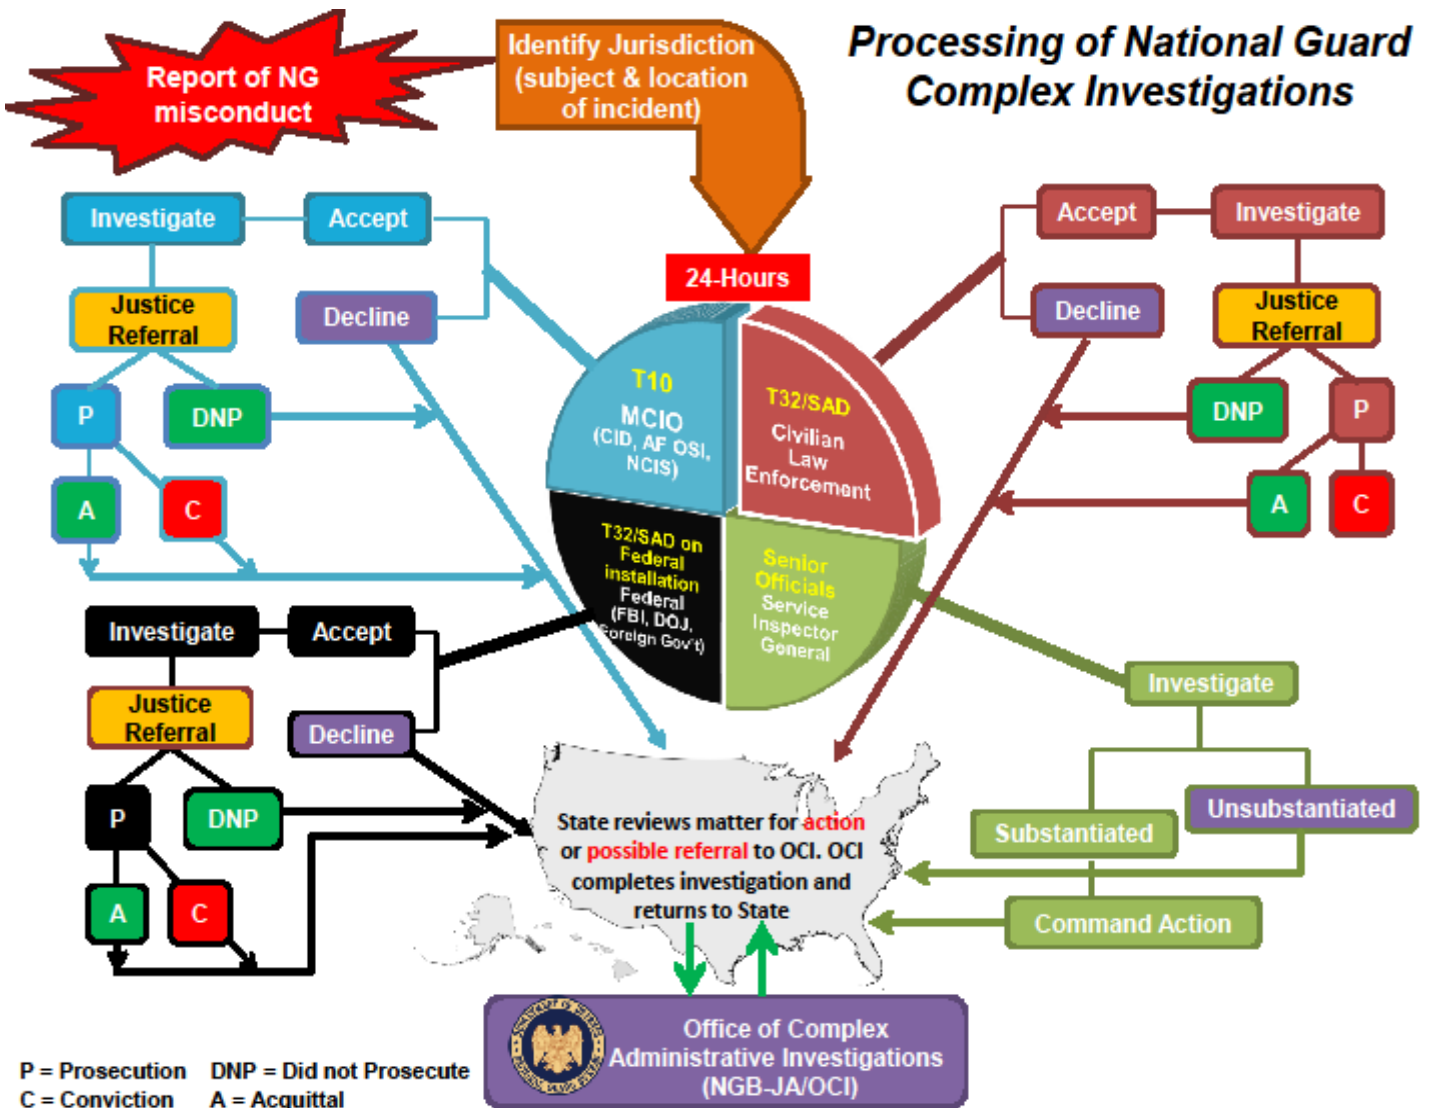 Processing of National Guard
Complex Investigations
Report of NG
misconduct
Identify Jurisdiction
(subject & location
of incident)
24-Hours
Investigate
Accept
Justice
Referral
Decline
P
DNP
A
C
Accept
Investigate
Decline
Justice
Referral
DNP
P
A
C
T10
MCIO
(CID, AF OSI,
NCIS)
T32/SAD
Civilian
Law
Enforcement
T32/SAD on
Federal
installation
Federal
(FBI, DOJ,
Foreign Gov't)
Senior
Officials
Service
Inspector
General
Investigate
Accept
Justice
Referral
Decline
P
DNP
A
C
Investigate
Substantiated
Unsubstantiated
Command Action
State reviews matter for action
or possible referral to OCI. OCI
completes investigation and
returns to State
Office of Complex
Administrative Investigations
(NGB-JA/OCI)
P = Prosecution DNP = Did not Prosecute
C = Conviction A = Acquittal